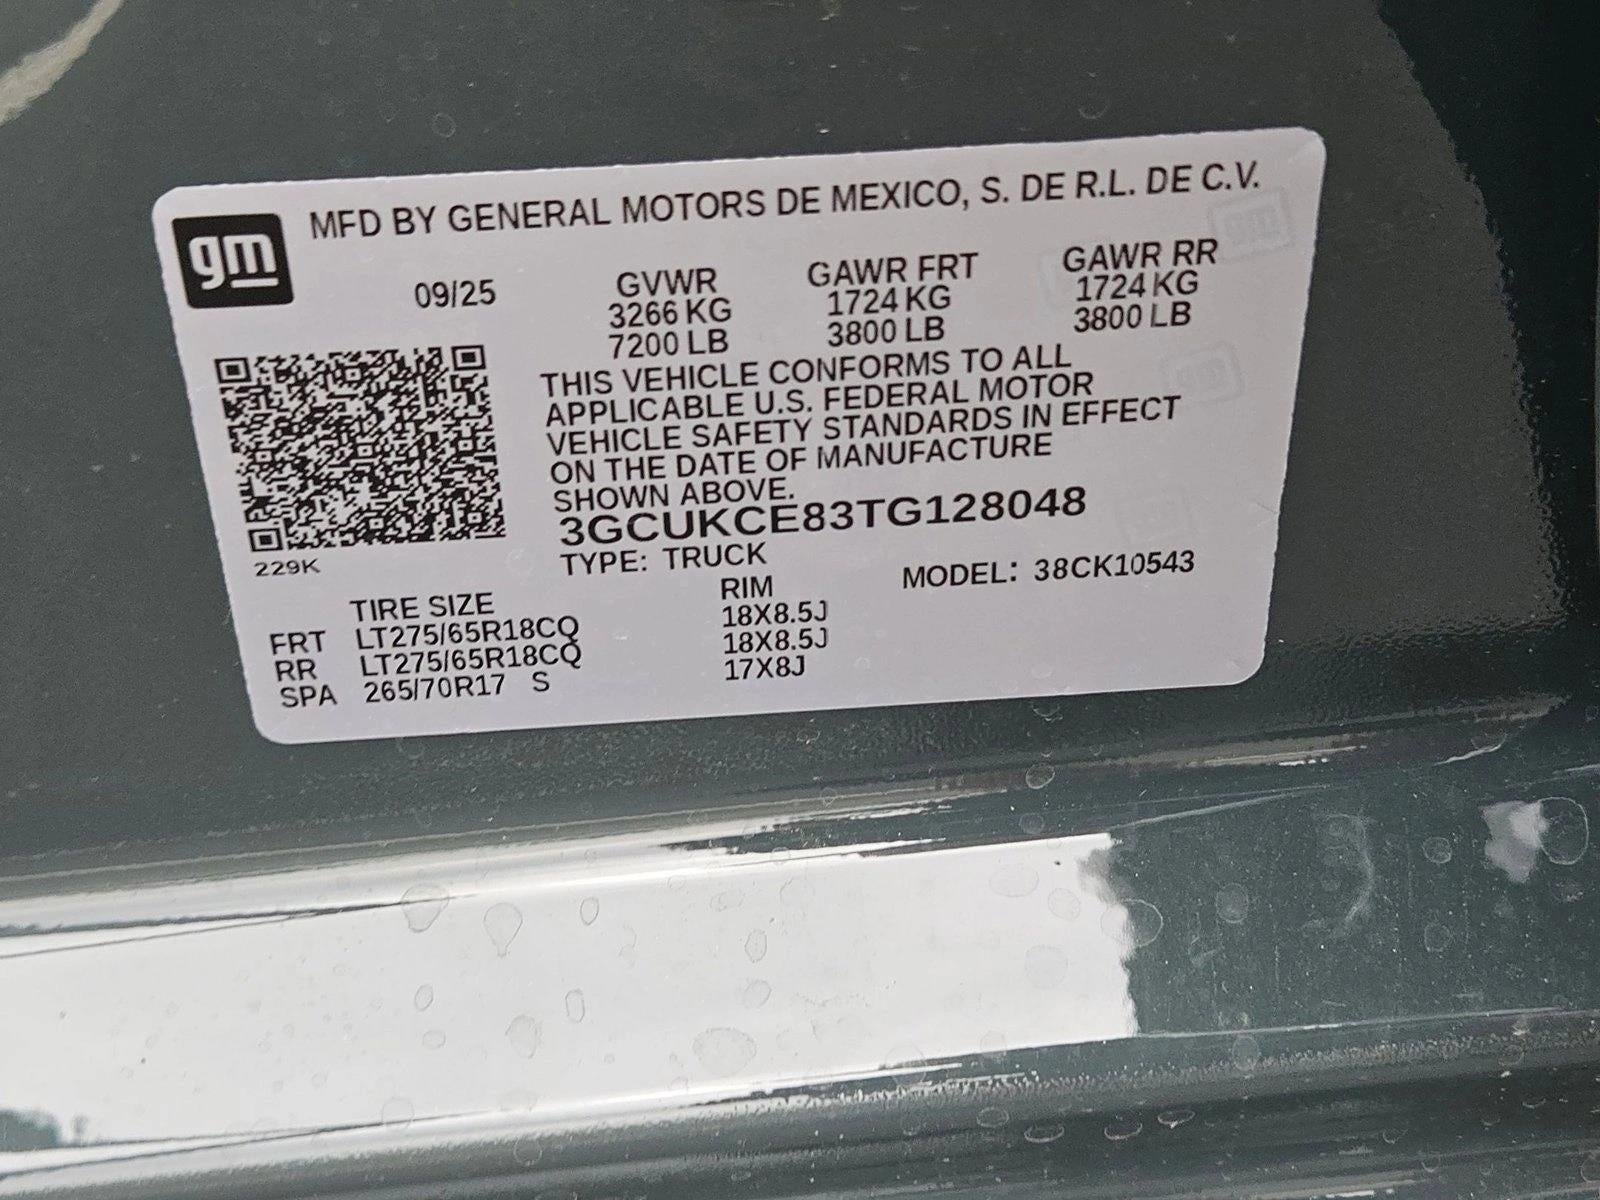 gm
MFD BY GENERAL MOTORS DE MEXICO, S. DE R.L. DE C.V.
09/25 GVWR GAWR FRT GAWR RR
3266 KG 1724 KG 1724 KG
7200 LB 3800 LB 3800 LB
THIS VEHICLE CONFORMS TO ALL
APPLICABLE U.S. FEDERAL MOTOR
VEHICLE SAFETY STANDARDS IN EFFECT
ON THE DATE OF MANUFACTURE
SHOWN ABOVE.
3GCUKCE83TG128048
229K
TYPE: TRUCK
MODEL: 38CK10543
TIRE SIZE RIM
FRT LT275/65R18CQ 18X8.5J
RR LT275/65R18CQ 18X8.5J
SPA 265/70R17 S 17X8J